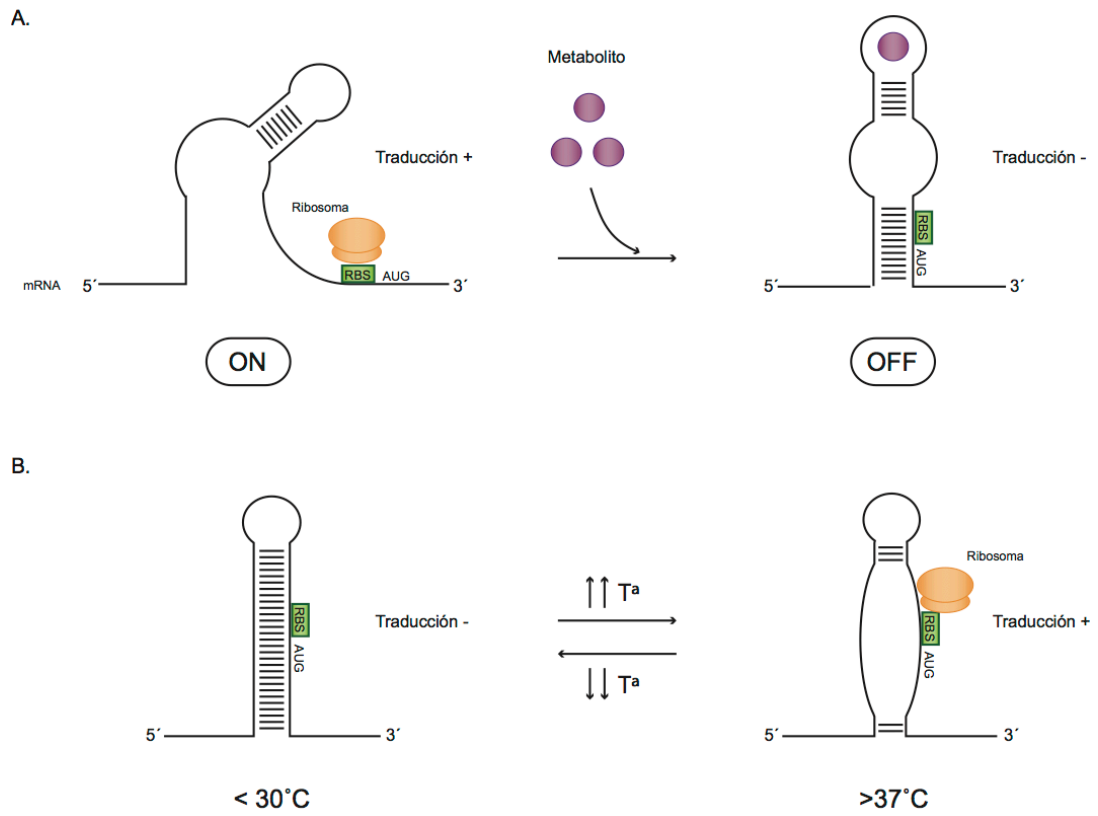 A.
Metabolito
Traducción +
Traducción -
Ribosoma
RBS
AUG
mRNA
5´
3´
RBS
AUG
5´
3´
ON
OFF
B.
Ribosoma
↑↑ Tª
RBS
AUG
Traducción -
RBS
AUG
Traducción +
↓↓ Tª
5´
3´
5´
3´
< 30˚C
>37˚C